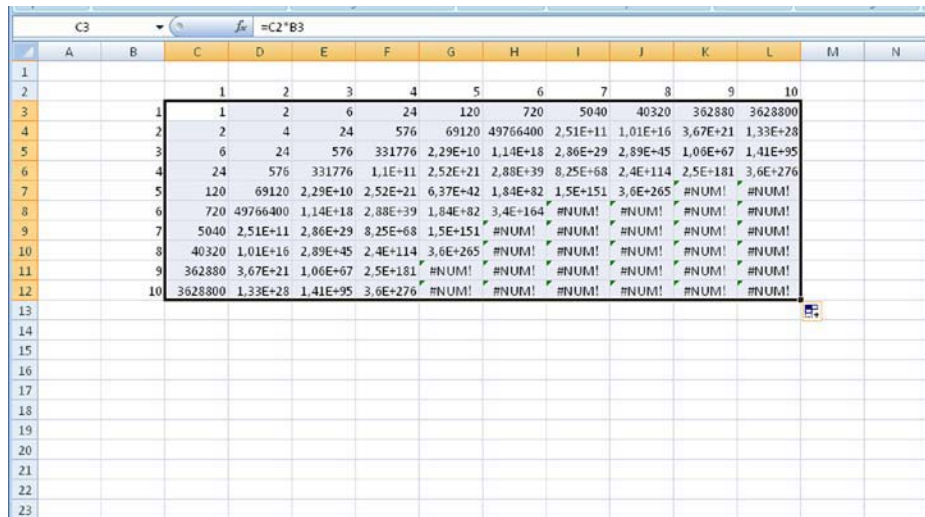 C3 fx =C2*B3
A B C D E F G H I J K L M N
1
2 1 2 3 4 5 6 7 8 9 10
3 1 1 2 6 24 120 720 5040 40320 362880 3628800
4 2 2 4 24 576 69120 49766400 2,51E+11 1,01E+16 3,67E+21 1,33E+28
5 3 6 24 576 331776 2,29E+10 1,14E+18 2,86E+29 2,89E+45 1,06E+67 1,41E+95
6 4 24 576 331776 1,1E+11 2,52E+21 2,88E+39 8,25E+68 2,4E+114 2,5E+181 3,6E+276
7 5 120 69120 2,29E+10 2,52E+21 6,37E+42 1,84E+82 1,5E+151 3,6E+265 #NUM! #NUM!
8 6 720 49766400 1,14E+18 2,88E+39 1,84E+82 3,4E+164 #NUM! #NUM! #NUM! #NUM!
9 7 5040 2,51E+11 2,86E+29 8,25E+68 1,5E+151 #NUM! #NUM! #NUM! #NUM! #NUM!
10 8 40320 1,01E+16 2,89E+45 2,4E+114 3,6E+265 #NUM! #NUM! #NUM! #NUM! #NUM!
11 9 362880 3,67E+21 1,06E+67 2,5E+181 #NUM! #NUM! #NUM! #NUM! #NUM! #NUM!
12 10 3628800 1,33E+28 1,41E+95 3,6E+276 #NUM! #NUM! #NUM! #NUM! #NUM! #NUM!
13
14
15
16
17
18
19
20
21
22
23